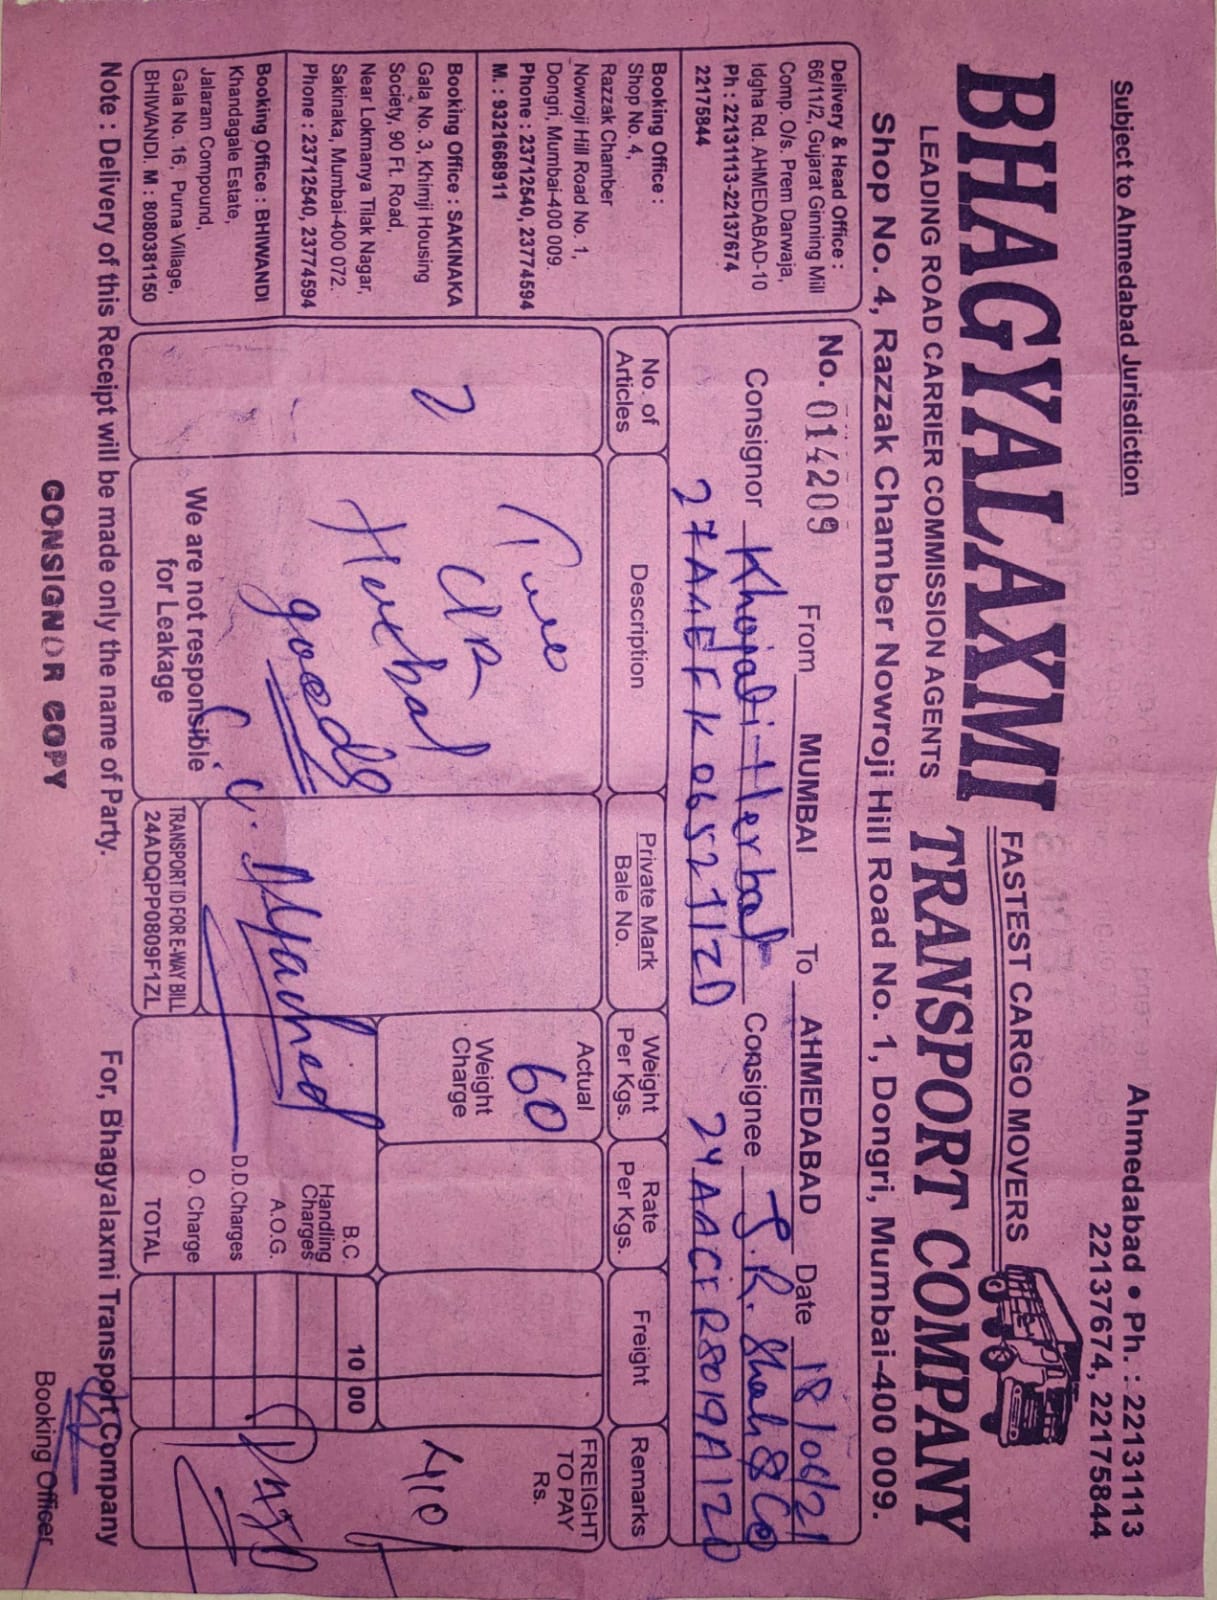 Subject to Ahmedabad Jurisdiction
Ahmedabad • Ph. : 22131113
22137674, 22175844
BHAGYALAXMI
FASTEST CARGO MOVERS
TRANSPORT COMPANY
LEADING ROAD CARRIER COMMISSION AGENTS
Shop No. 4, Razzak Chamber Nowroji Hill Road No. 1, Dongri, Mumbai-400 009.
Delivery & Head Office :
66/11/2, Gujarat Ginning Mill
Comp. O/s. Prem Darwaja,
Idgha Rd. AHMEDABAD-10
Ph : 22131113-22137674
22175844
Booking Office :
Shop No. 4,
Razzak Chamber
Nowroji Hill Road No. 1,
Dongri, Mumbai-400 009.
Phone : 23712540, 23774594
M. : 9321668911
Booking Office : SAKINAKA
Gala No. 3, Khimji Housing
Society, 90 Ft. Road,
Near Lokmanya Tilak Nagar,
Sakinaka, Mumbai-400 072.
Phone : 23712540, 23774594
Booking Office : BHIWANDI
Khandagale Estate,
Jalaram Compound,
Gala No. 16, Purna Village,
BHIWANDI. M : 8080381150
No. 014209 From MUMBAI To AHMEDABAD Date 18/06/21
Consignor Khojati Herbal Consignee J.R. Shah & Co
27AAEFK0652J1ZD 24AACFR8019A1ZD
No. of Articles
Description
Private Mark
Bale No.
Weight Per Kgs.
Rate Per Kgs.
Freight
Remarks
2
Two
Herbal
goods
Actual
60
Weight Charge
FREIGHT TO PAY Rs.
410/
B.C. 10 00
Handling Charges
A.O.G.
D.D.Charges
O. Charge
TOTAL
We are not responsible
for Leakage
TRANSPORT ID FOR E-WAY BILL
24ADQPP0809F1ZL
Note : Delivery of this Receipt will be made only the name of Party.
For, Bhagyalaxmi Transport Company
CONSIGNOR COPY
Booking Officer